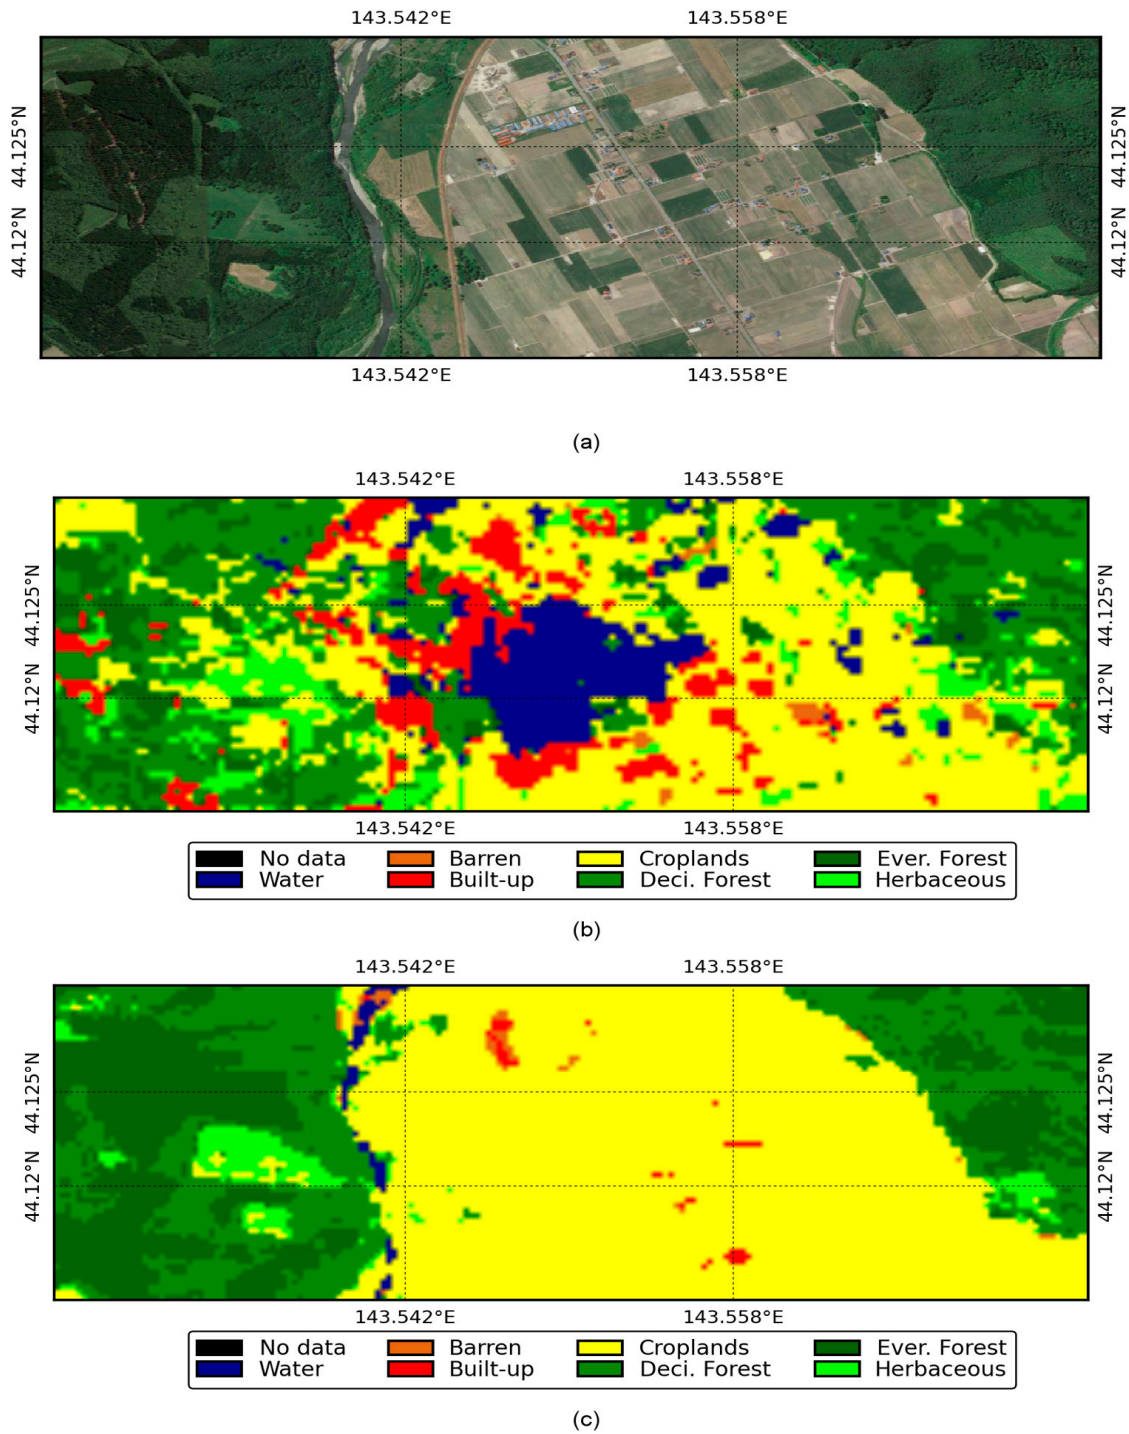 143.542°E 143.558°E
44.125°N 44.125°N
44.12°N 44.12°N
143.542°E 143.558°E
(a)
143.542°E 143.558°E
44.125°N 44.125°N
44.12°N 44.12°N
143.542°E 143.558°E
No data Barren Croplands Ever. Forest
Water Built-up Deci. Forest Herbaceous
(b)
143.542°E 143.558°E
44.125°N 44.125°N
44.12°N 44.12°N
143.542°E 143.558°E
No data Barren Croplands Ever. Forest
Water Built-up Deci. Forest Herbaceous
(c)